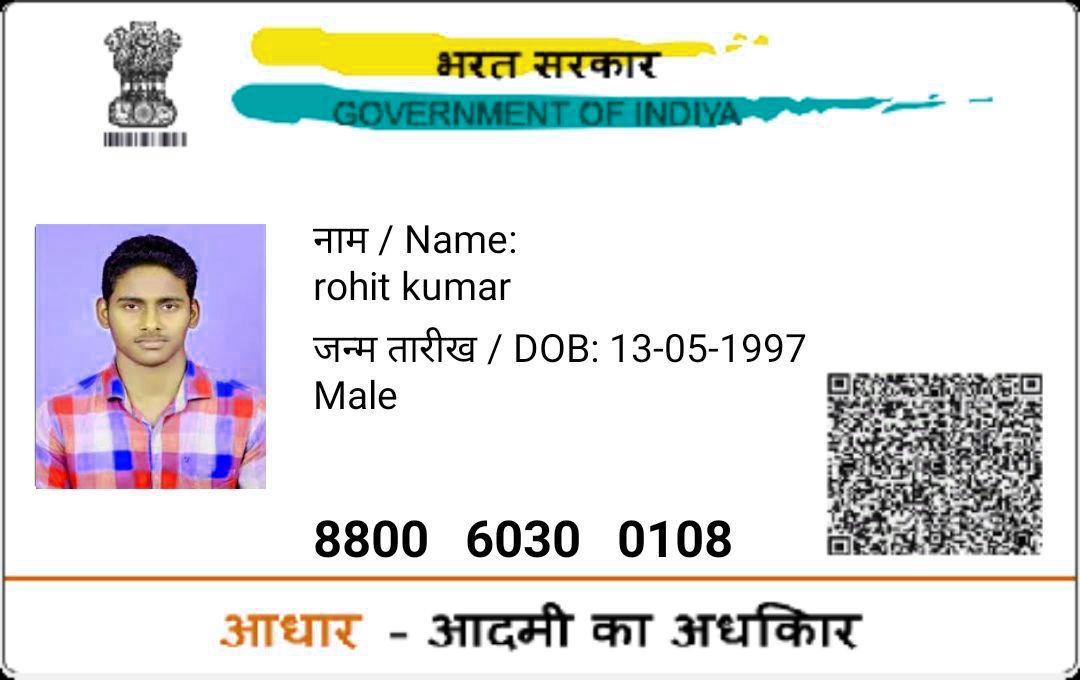 भरत सरकार
GOVERNMENT OF INDIYA
नाम / Name:
rohit kumar
जन्म तारीख / DOB: 13-05-1997
Male
8800 6030 0108
आधार - आदमी का अधकिार